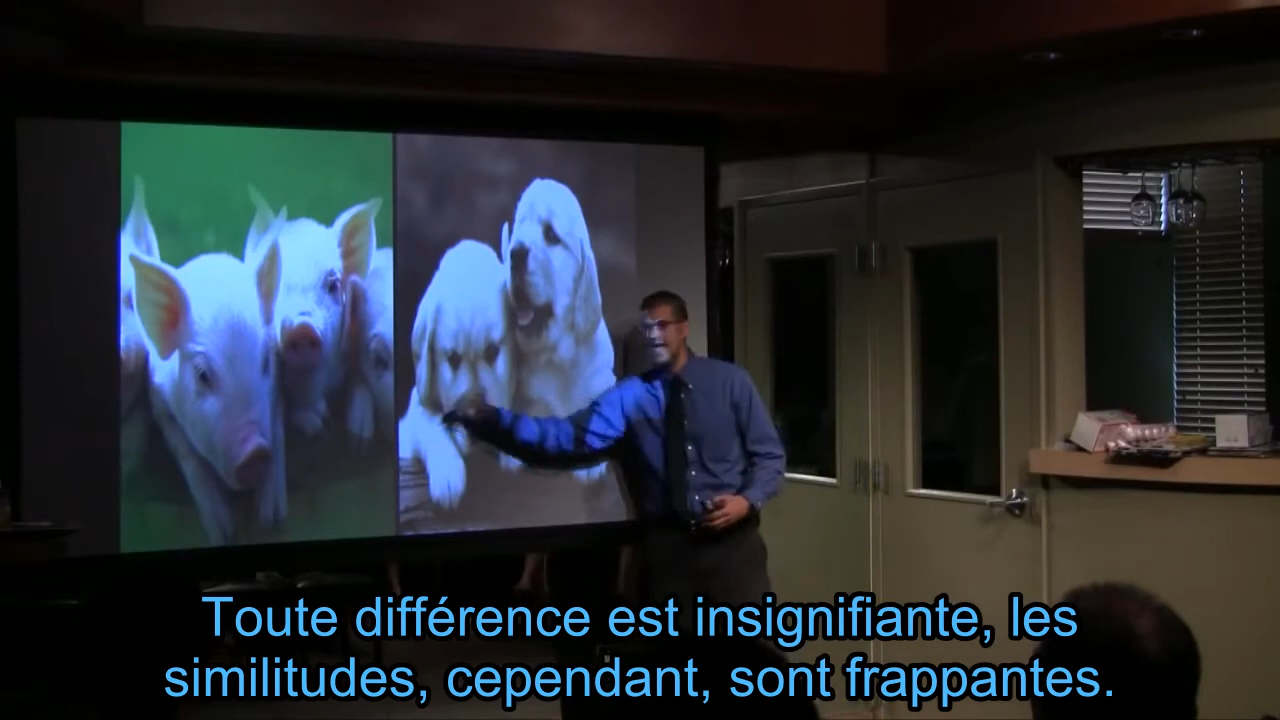 Toute différence est insignifiante, les
similitudes, cependant, sont frappantes.